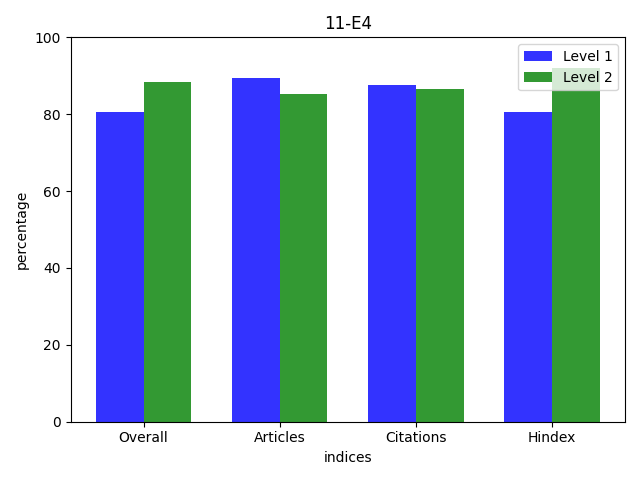 11-E4
Level 1
Level 2
percentage
100
80
60
40
20
0
Overall Articles Citations Hindex
indices